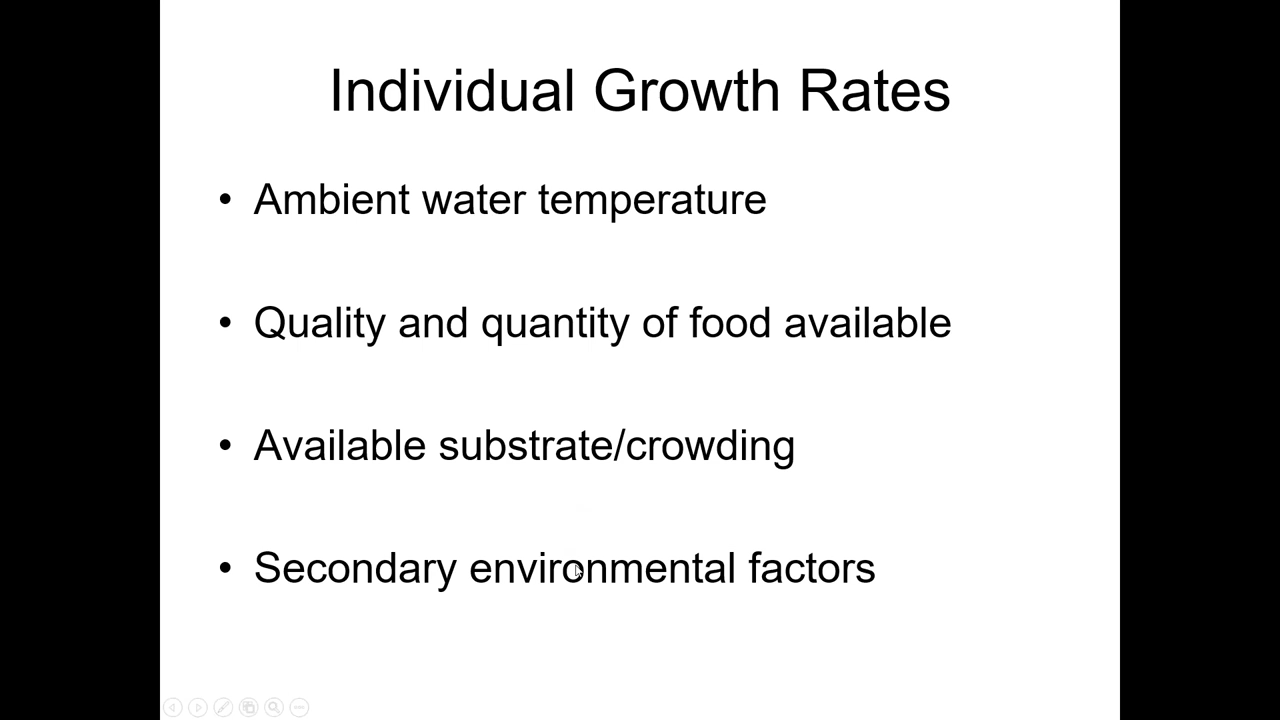 Individual Growth Rates
• Ambient water temperature
• Quality and quantity of food available
• Available substrate/crowding
• Secondary environmental factors